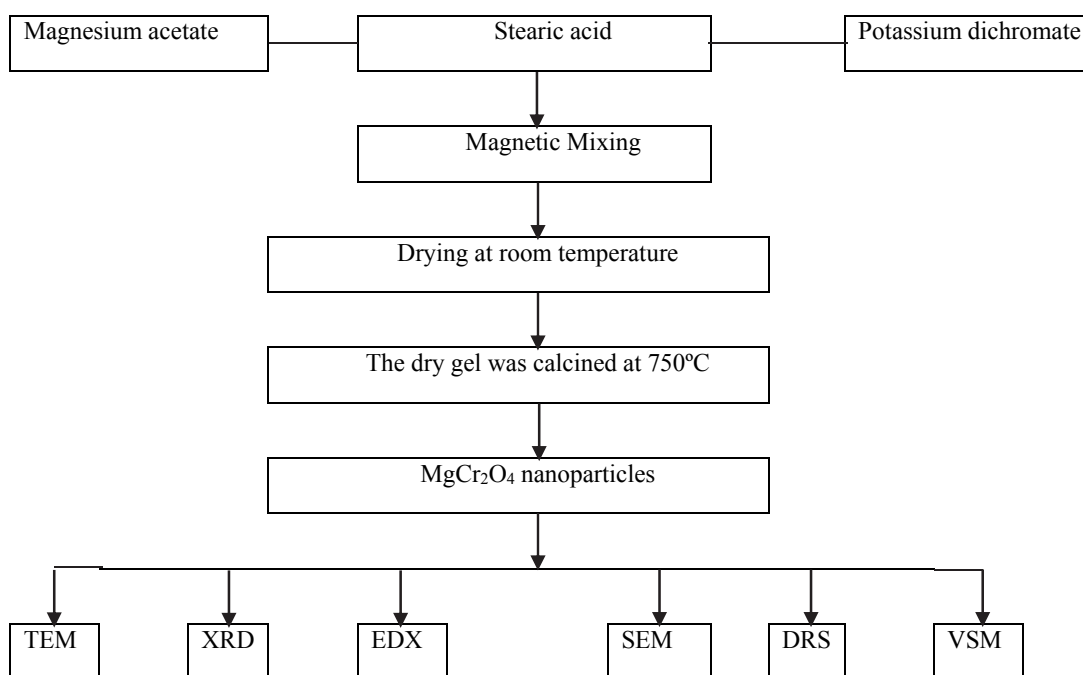 Magnesium acetate
Stearic acid
Potassium dichromate
Magnetic Mixing
Drying at room temperature
The dry gel was calcined at 750ºC
MgCr₂O₄ nanoparticles
TEM
XRD
EDX
SEM
DRS
VSM